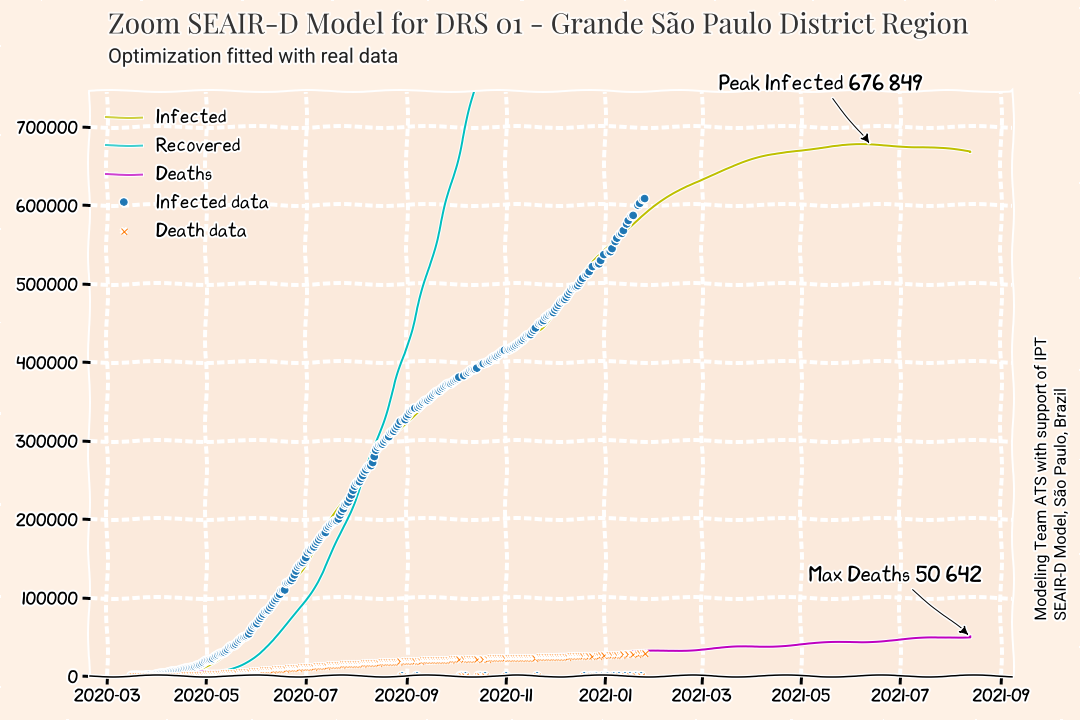 Zoom SEAIR-D Model for DRS 01 - Grande São Paulo District Region
Optimization fitted with real data
Peak Infected 676 849
Infected
Recovered
Deaths
Infected data
Death data
700000
600000
500000
400000
300000
200000
100000
0
Max Deaths 50 642
2020-03
2020-05
2020-07
2020-09
2020-11
2021-01
2021-03
2021-05
2021-07
2021-09
Modeling Team ATS with support of IPT
SEAIR-D Model, São Paulo, Brazil